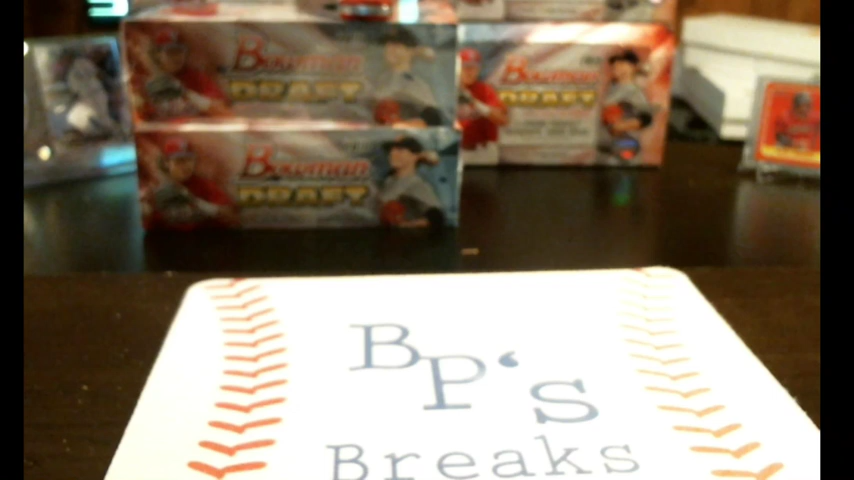 Bowman
DRAFT
Bowman
DRAFT
Bowman
DRAFT
BP's
Breaks